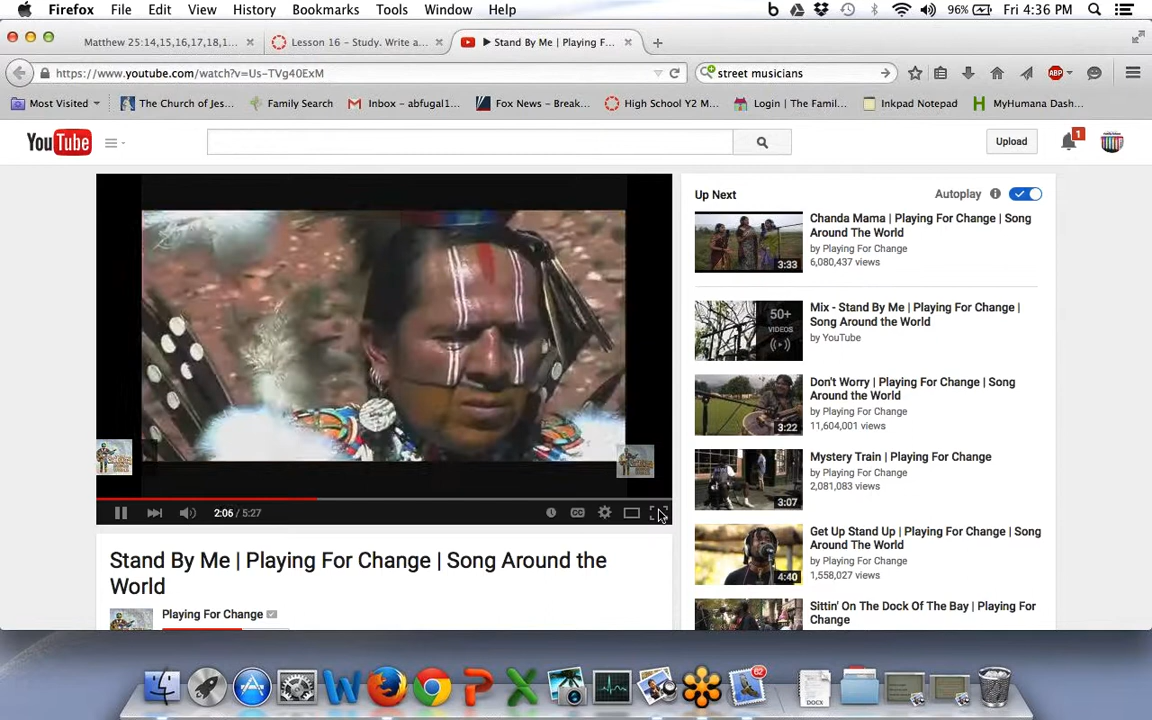 Firefox File Edit View History Bookmarks Tools Window Help 96% Fri 4:36 PM
Matthew 25:14,15,16,17,18,1... Lesson 16 – Study. Write a... ▶ Stand By Me | Playing F...
https://www.youtube.com/watch?v=Us-TVg40ExM street musicians ABP
Most Visited The Church of Jes... Family Search Inbox – abfugal1... Fox News – Break... High School Y2 M... Login | The Famil... Inkpad Notepad MyHumana Dash...
YouTube Upload 1
Up Next Autoplay
Chanda Mama | Playing For Change | Song
Around The World
by Playing For Change
6,080,437 views
3:33
Mix - Stand By Me | Playing For Change |
Song Around the World
by YouTube
50+
VIDEOS
Don't Worry | Playing For Change | Song
Around the World
by Playing For Change
11,604,001 views
3:22
Mystery Train | Playing For Change
by Playing For Change
2,081,083 views
3:07
Get Up Stand Up | Playing For Change | Song
Around The World
by Playing For Change
1,558,027 views
4:40
Sittin' On The Dock Of The Bay | Playing For
Change
2:06 / 5:27 CC
Stand By Me | Playing For Change | Song Around the
World
Playing For Change
82
DOCX